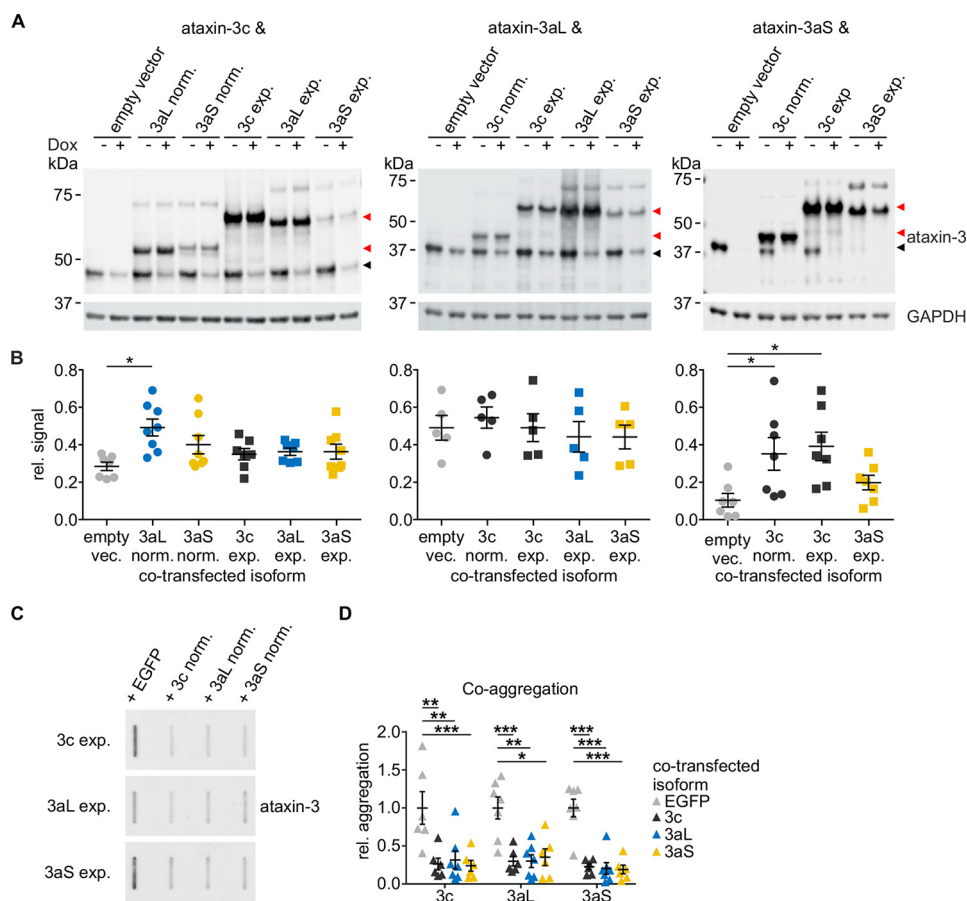 A
ataxin-3c &
ataxin-3aL &
ataxin-3aS &
empty vector
3aL norm.
3aS norm.
3c exp.
3aL exp.
3aS exp.
empty vector
3c norm.
3c exp.
3aL exp.
3aS exp.
empty vector
3c norm.
3c exp
3aS exp.
Dox - + - + - + - + - + - +
- + - + - + - + - +
- + - + - + - +
kDa
75
50
37
kDa
75
50
37
37
kDa
75
50
37
37
ataxin-3
GAPDH
B
rel. signal
0.8
0.6
0.4
0.2
0.0
*
empty vec.
3aL norm.
3aS norm.
3c exp.
3aL exp.
3aS exp.
co-transfected isoform
0.8
0.6
0.4
0.2
0.0
empty vec.
3c norm.
3c exp.
3aL exp.
3aS exp.
co-transfected isoform
0.8
0.6
0.4
0.2
0.0
*
*
empty vec.
3c norm.
3c exp.
3aS exp.
co-transfected isoform
C
+ EGFP
+ 3c norm.
+ 3aL norm.
+ 3aS norm.
3c exp.
3aL exp.
3aS exp.
ataxin-3
D
Co-aggregation
rel. aggregation
2.0
1.5
1.0
0.5
0.0
**
**
***
***
**
*
***
***
***
3c
3aL
3aS
co-transfected
isoform
EGFP
3c
3aL
3aS